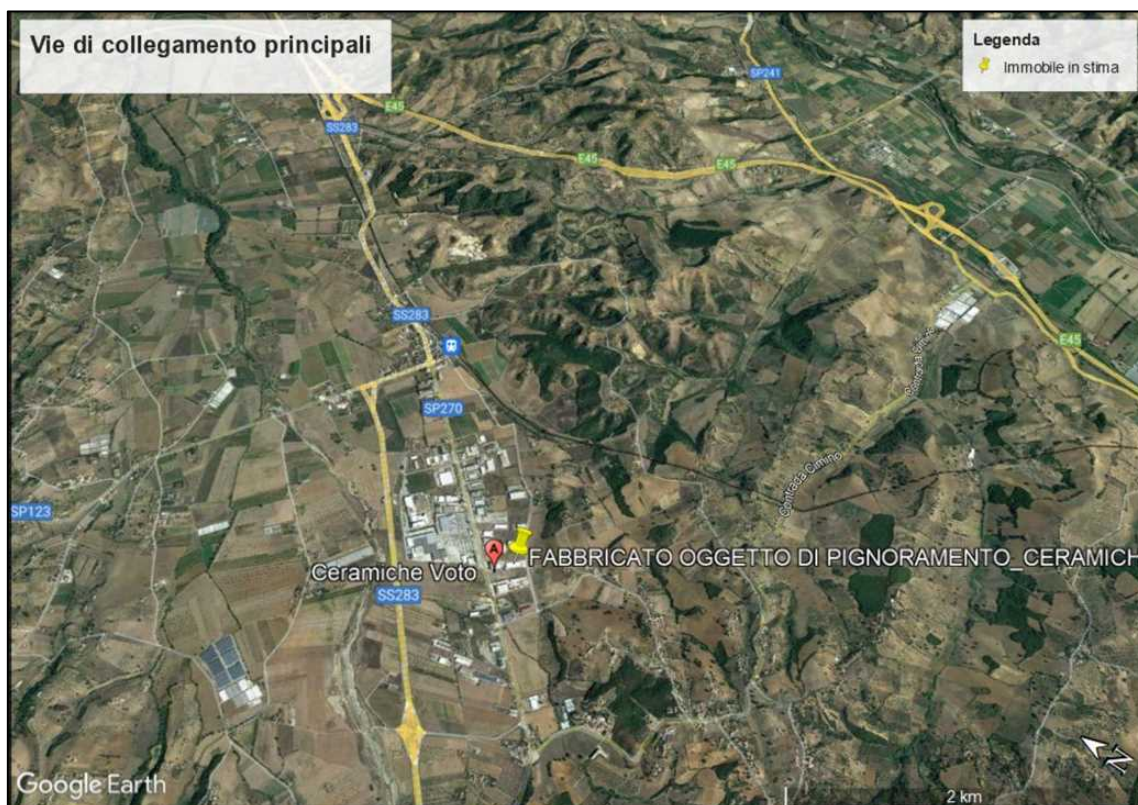 Vie di collegamento principali
Legenda
Immobile in stima
SP241
E45
SS283
E45
E45
SS283
E45
SP270
Contrada Cimino
SP123
A
FABBRICATO OGGETTO DI PIGNORAMENTO_CERAMICH
Ceramiche Voto
SS283
N
Google Earth
2 km